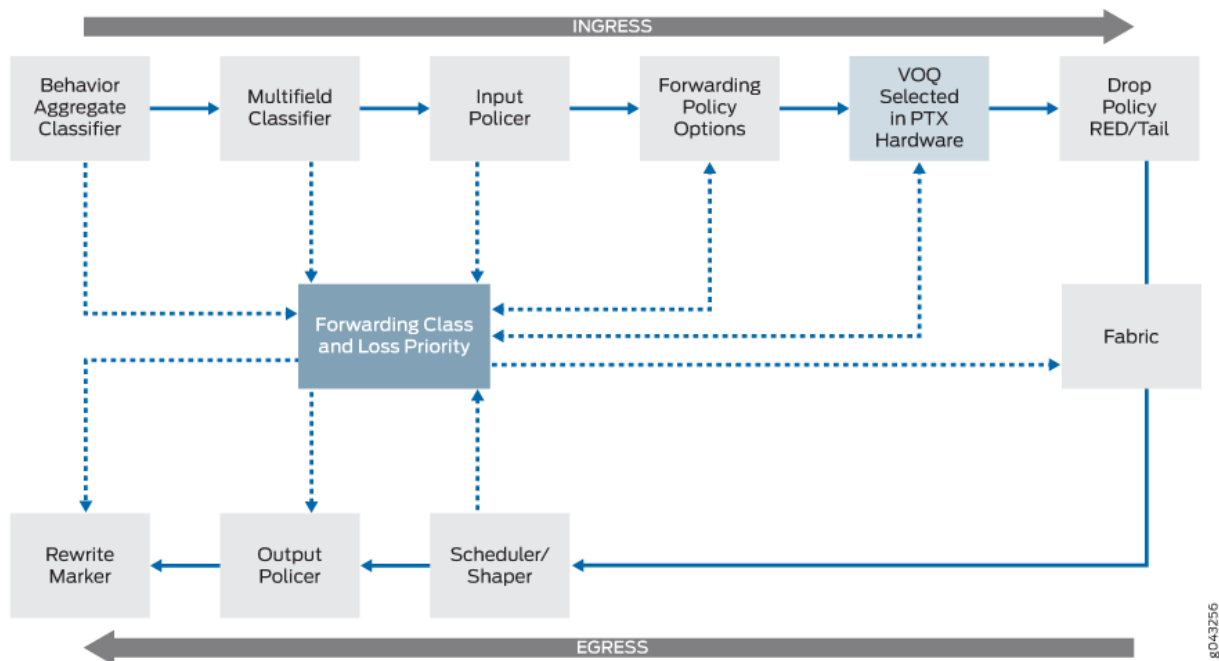 INGRESS
Behavior
Aggregate
Classifier
Multifield
Classifier
Input
Policer
Forwarding
Policy
Options
VOQ
Selected
in PTX
Hardware
Drop
Policy
RED/Tail
Forwarding Class
and Loss Priority
Fabric
Rewrite
Marker
Output
Policer
Scheduler/
Shaper
EGRESS
g043256